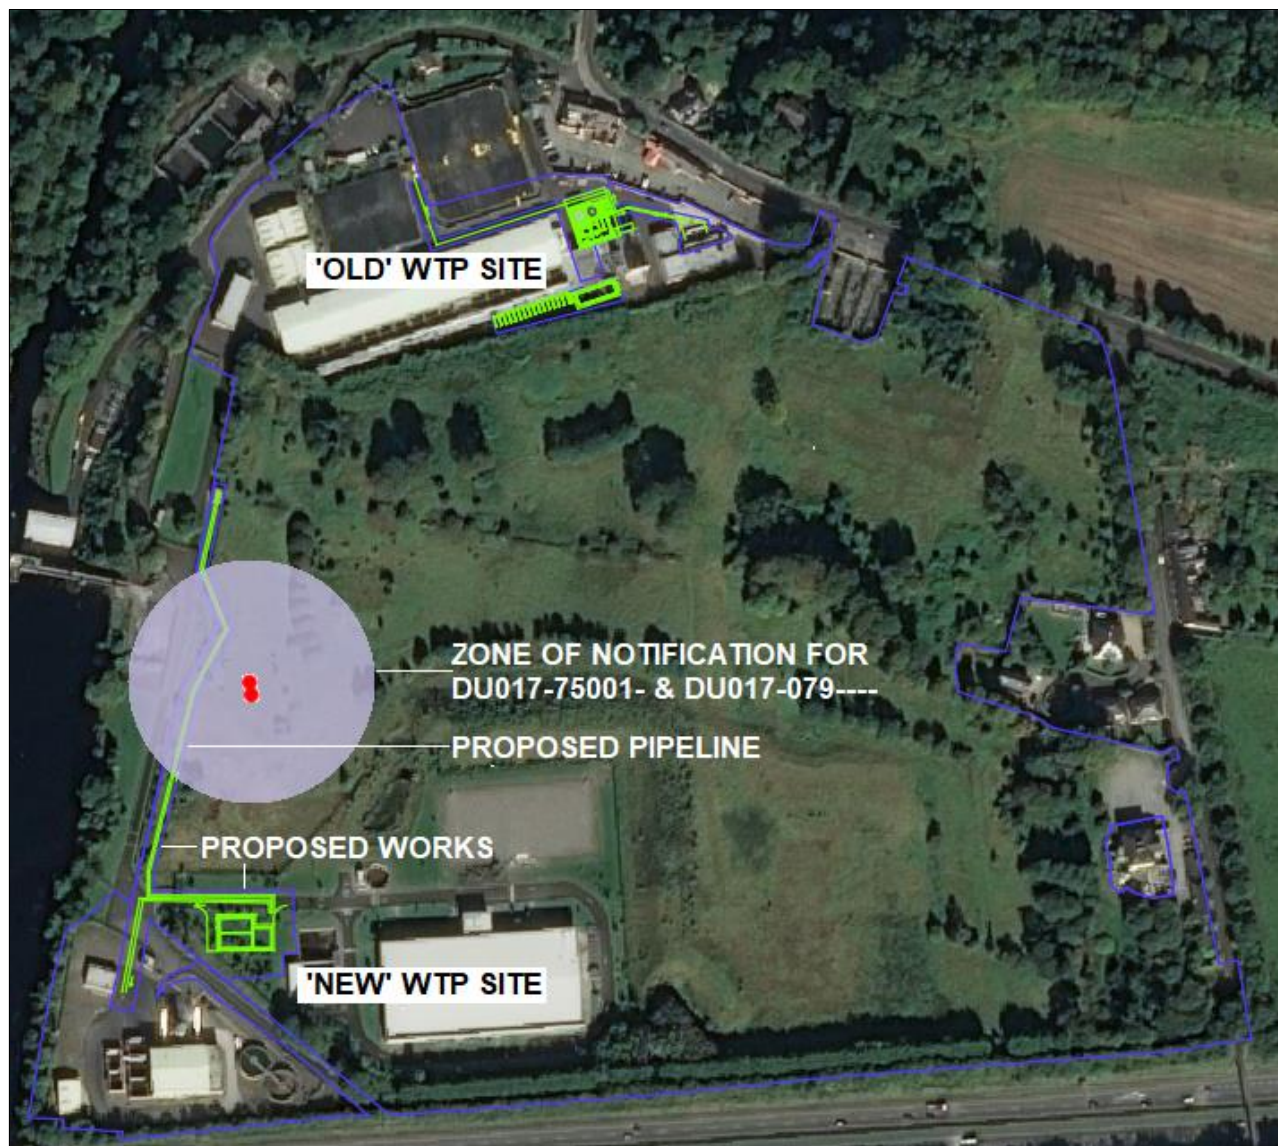 'OLD' WTP SITE
ZONE OF NOTIFICATION FOR
DU017-75001- & DU017-079----
PROPOSED PIPELINE
PROPOSED WORKS
'NEW' WTP SITE